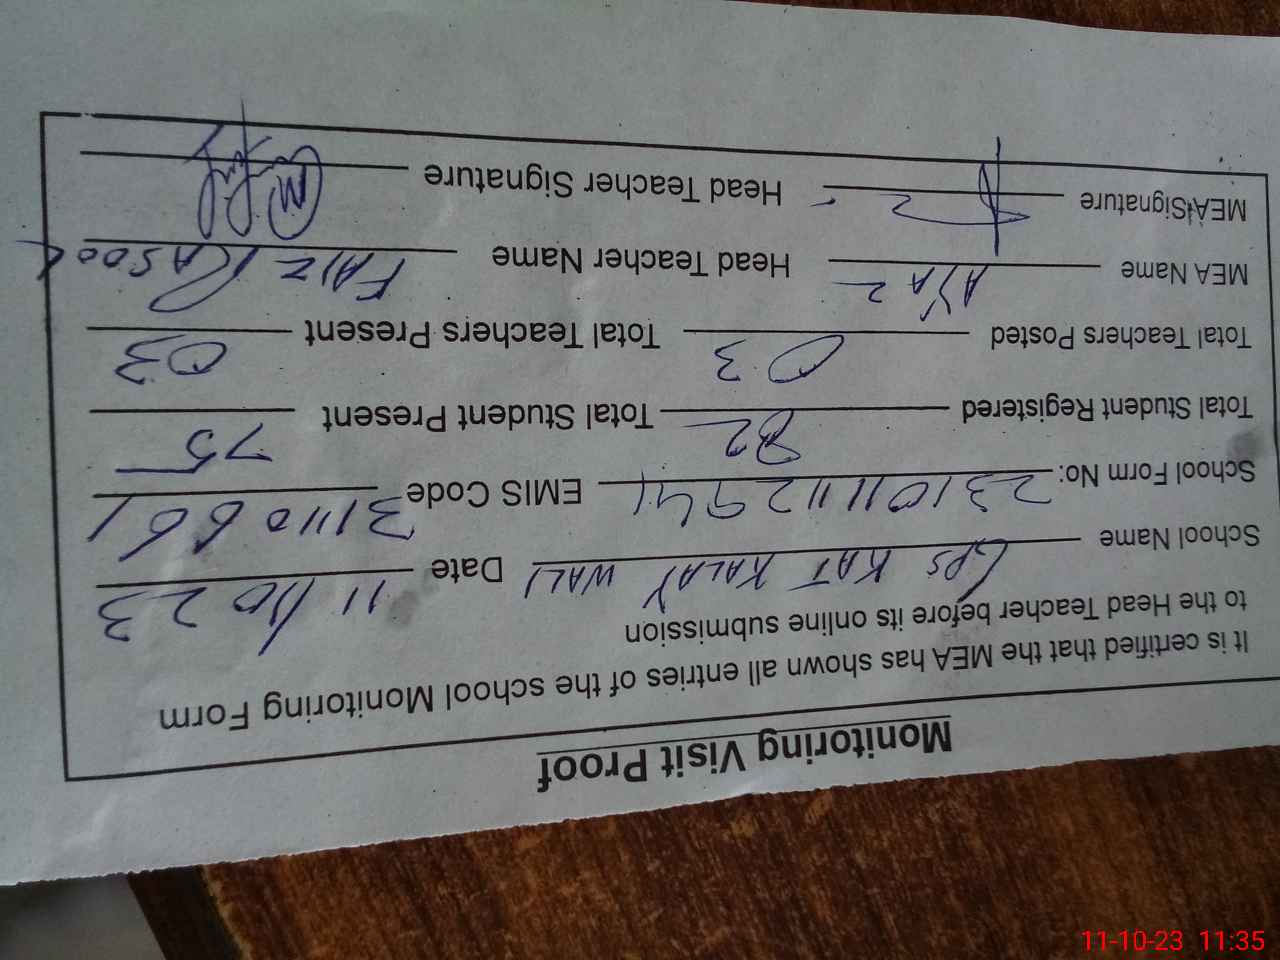 Monitoring Visit Proof
It is certified that the MEA has shown all entries of the school Monitoring Form
to the Head Teacher before its online submission
School Name GPS KAT KALAY WALI Date 11/10/23
School Form No: EMIS Code
Total Student Registered 82 Total Student Present 75
Total Teachers Posted 03 Total Teachers Present 03
MEA Name AYAZ Head Teacher Name FAIZ RASOOL
MEA Signature Head Teacher Signature
11-10-23 11:35